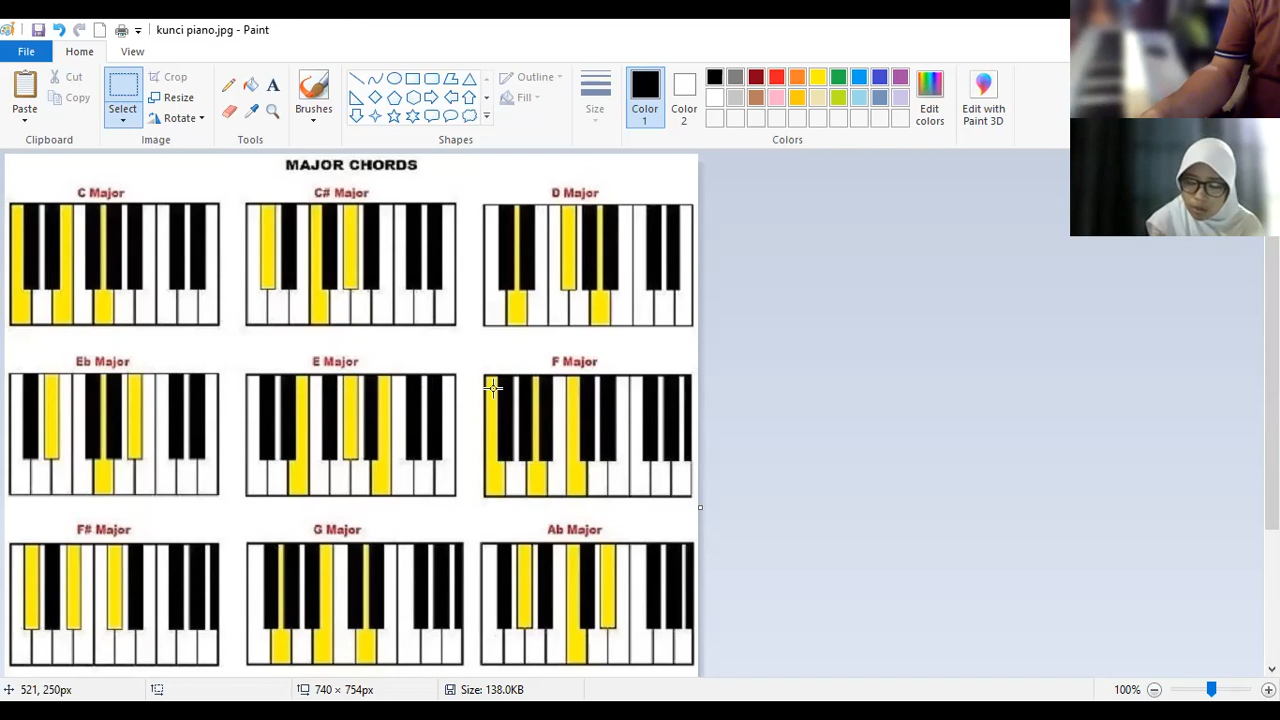 kunci piano.jpg - Paint
File Home View
Paste Cut Copy Clipboard
Select Crop Resize Rotate Image
A Tools
Brushes
Outline Fill Shapes
Size
Color 1 Color 2 Edit colors Colors
Edit with Paint 3D
MAJOR CHORDS
C Major C# Major D Major
Eb Major E Major F Major
F# Major G Major Ab Major
521, 250px 740 × 754px Size: 138.0KB 100%